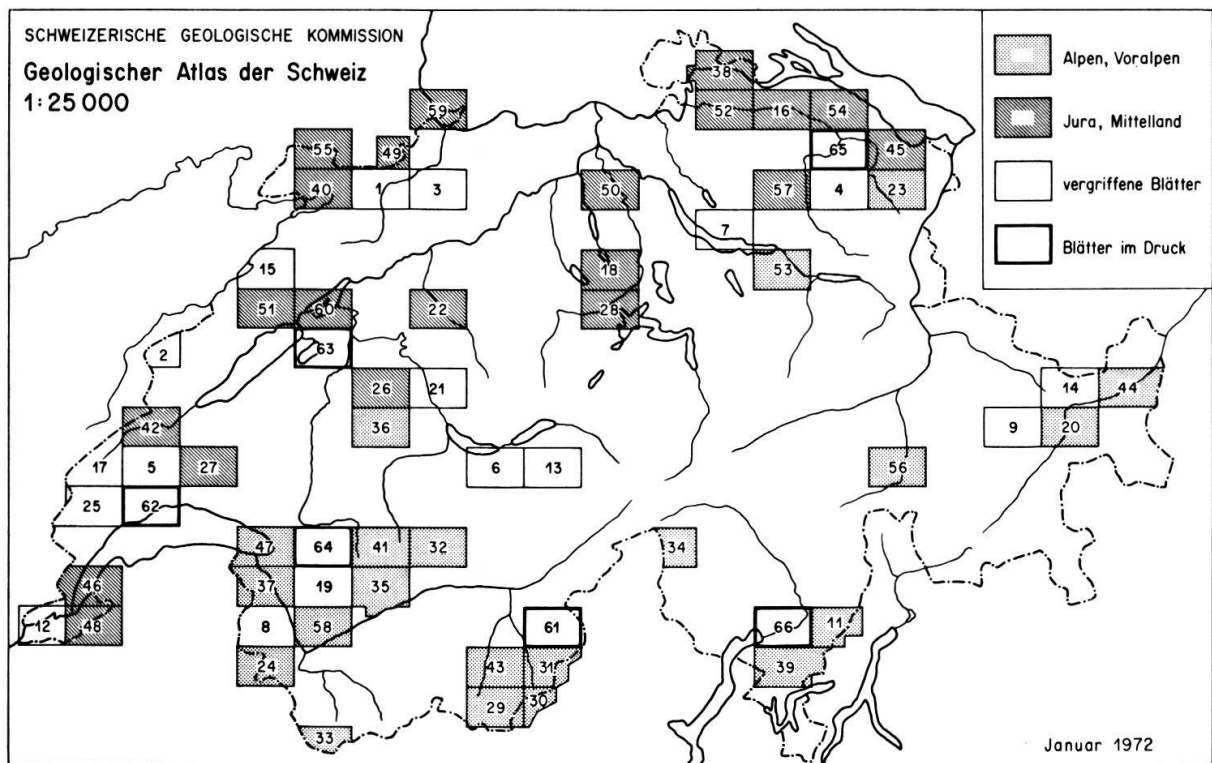 SCHWEIZERISCHE GEOLOGISCHE KOMMISSION
Geologischer Atlas der Schweiz
1:25 000
Alpen, Voralpen
Jura, Mittelland
vergriffene Blätter
Blätter im Druck
38
59
52 16 54
55 49 65 45
40 1 3 50 57 4 23
7
15 18 53
51 60 22 28
2 63
26 21 14 44
42 36 9 20
17 5 27 6 13 56
25 62
47 64 41 32 34
46 37 19 35
12 48 8 58 61 66 11
24 43 31 39
29 30
33
Januar 1972